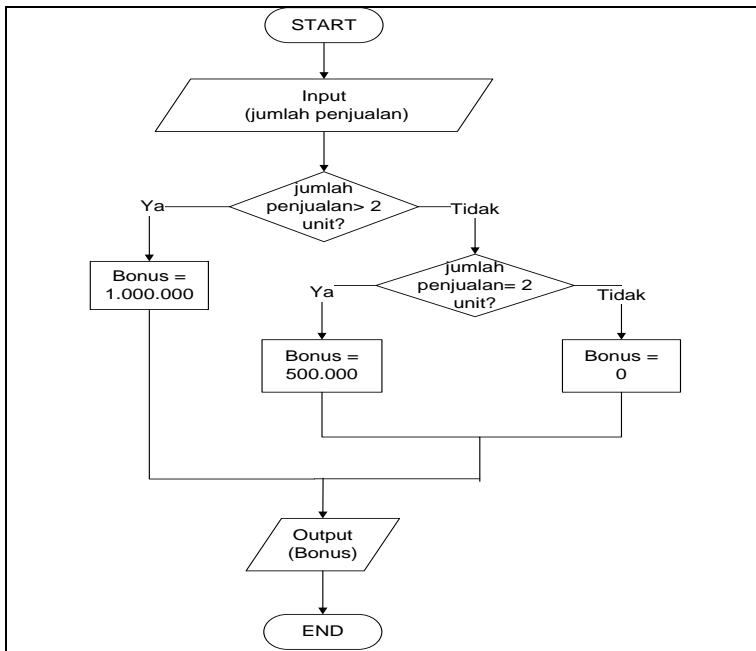 START
Input
(jumlah penjualan)
jumlah
penjualan> 2
unit?
Ya
Tidak
Bonus =
1.000.000
jumlah
penjualan= 2
unit?
Ya
Tidak
Bonus =
500.000
Bonus =
0
Output
(Bonus)
END